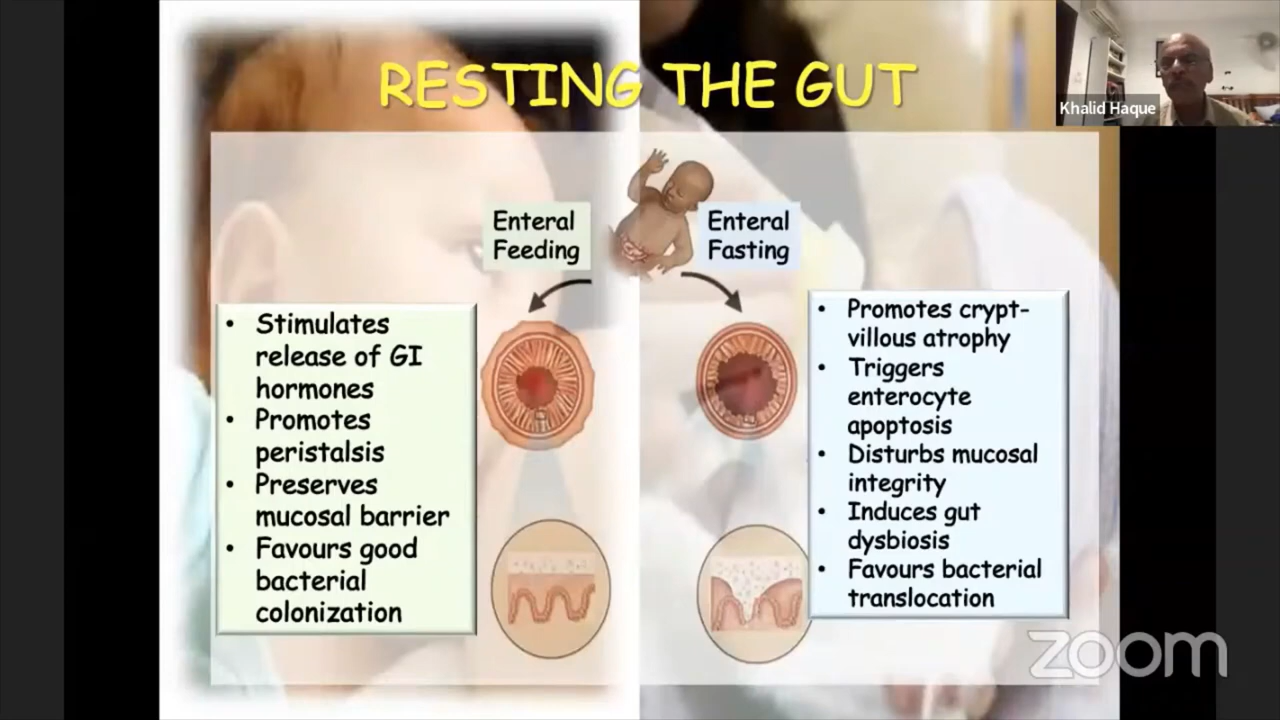 RESTING THE GUT
Khalid Haque
Enteral
Feeding
Enteral
Fasting
• Stimulates
release of GI
hormones
• Promotes
peristalsis
• Preserves
mucosal barrier
• Favours good
bacterial
colonization
• Promotes crypt-
villous atrophy
• Triggers
enterocyte
apoptosis
• Disturbs mucosal
integrity
• Induces gut
dysbiosis
• Favours bacterial
translocation
zoom